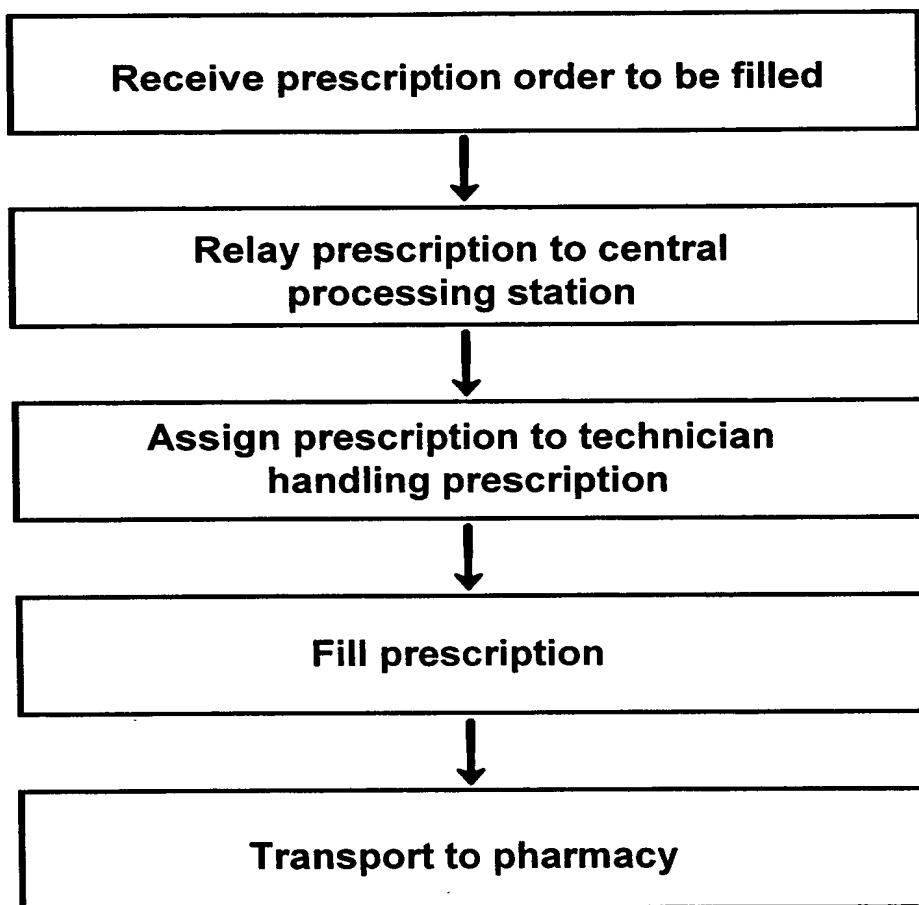 Receive prescription order to be filled
Relay prescription to central
processing station
Assign prescription to technician
handling prescription
Fill prescription
Transport to pharmacy